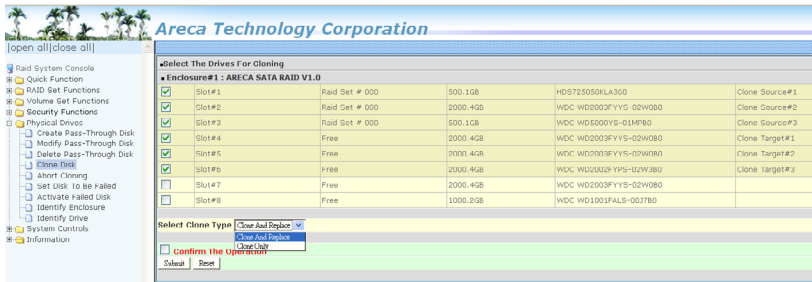 Areca Technology Corporation
|open all|close all|
Raid System Console
Quick Function
RAID Set Functions
Volume Set Functions
Security Functions
Physical Drives
Create Pass-Through Disk
Modify Pass-Through Disk
Delete Pass-Through Disk
Clone Disk
Abort Cloning
Set Disk To Be Failed
Activate Failed Disk
Identify Enclosure
Identify Drive
System Controls
Information
Select The Drives For Cloning
Enclosure#1 : ARECA SATA RAID V1.0
Slot#1 Raid Set # 000 500.1GB HDS725050KLA360 Clone Source#1
Slot#2 Raid Set # 000 2000.4GB WDC WD2003FYYS-02W0B0 Clone Source#2
Slot#3 Raid Set # 000 500.1GB WDC WD5000YS-01MPB0 Clone Source#3
Slot#4 Free 2000.4GB WDC WD2003FYYS-02W0B0 Clone Target#1
Slot#5 Free 2000.4GB WDC WD2003FYYS-02W0B0 Clone Target#2
Slot#6 Free 2000.4GB WDC WD2002FYPS-02W3B0 Clone Target#3
Slot#7 Free 2000.4GB WDC WD2003FYYS-02W0B0
Slot#8 Free 1000.2GB WDC WD1001FALS-00J7B0
Select Clone Type Clone And Replace
Clone And Replace
Clone Only
Confirm The Operation
Submit Reset